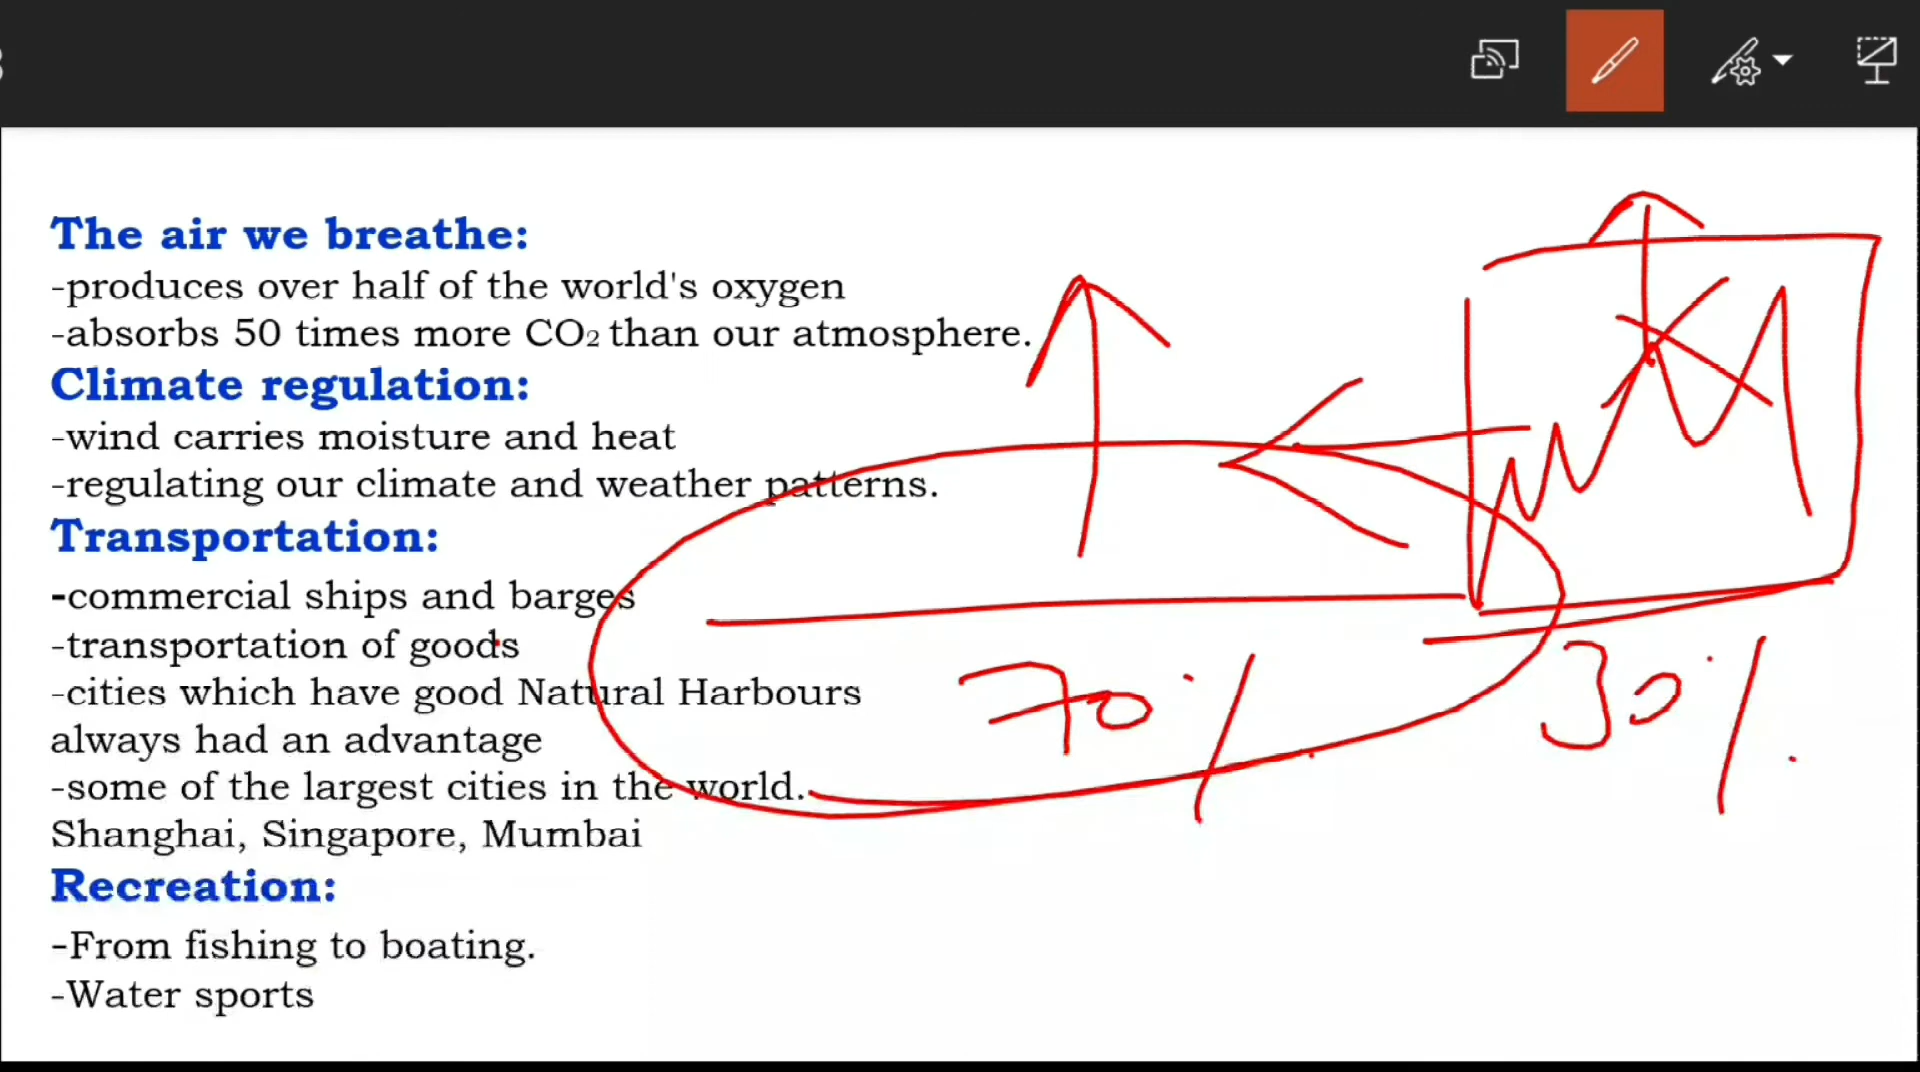 The air we breathe:
-produces over half of the world's oxygen
-absorbs 50 times more CO₂ than our atmosphere.
Climate regulation:
-wind carries moisture and heat
-regulating our climate and weather patterns.
Transportation:
-commercial ships and barges
-transportation of goods
-cities which have good Natural Harbours
always had an advantage
-some of the largest cities in the world.
Shanghai, Singapore, Mumbai
Recreation:
-From fishing to boating.
-Water sports
70%
30%